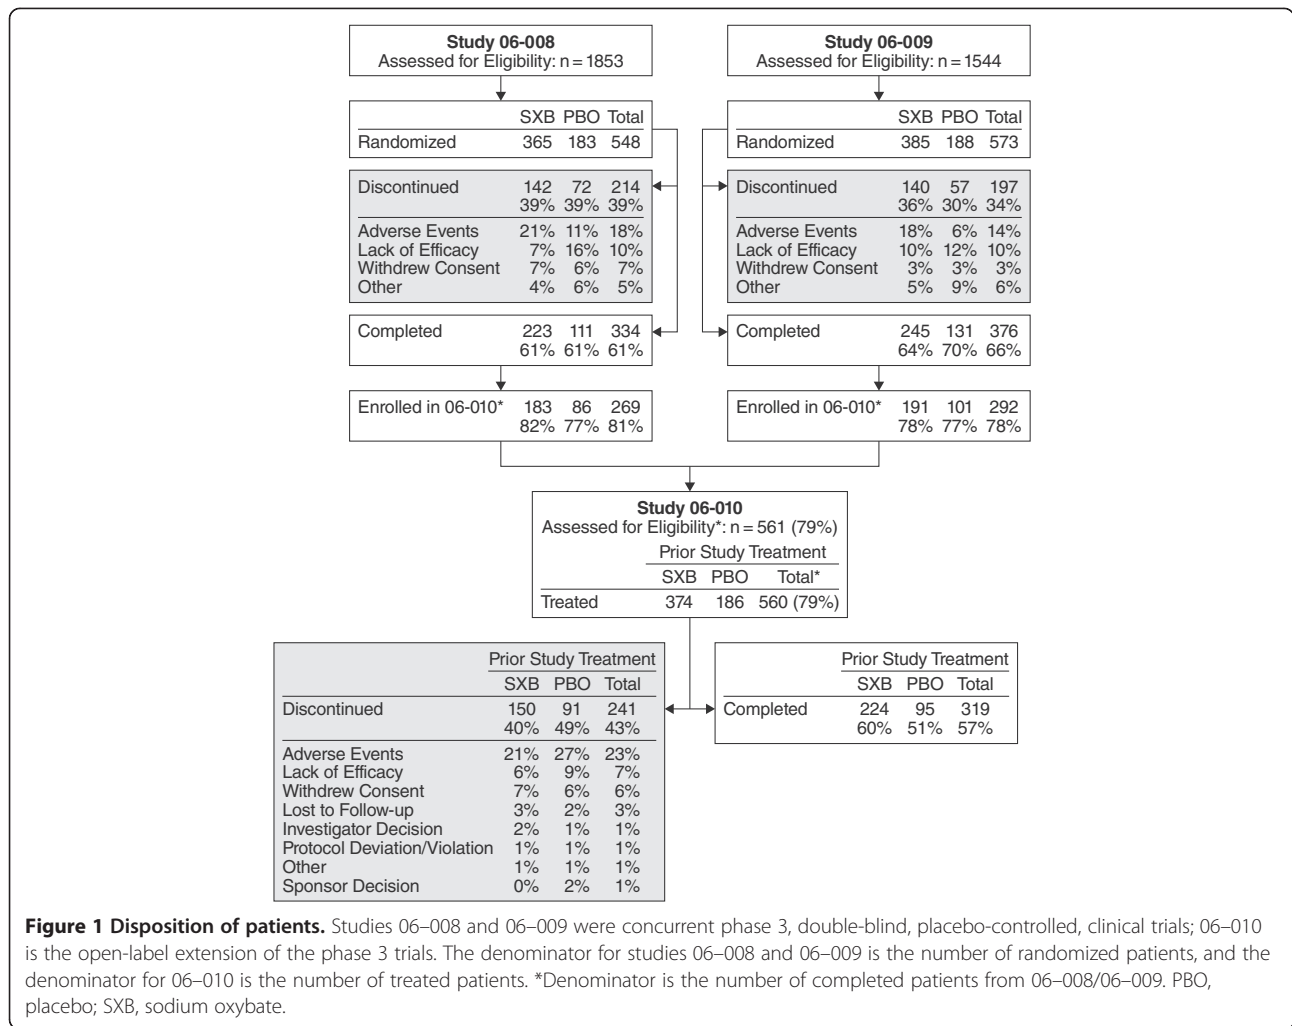 Study 06-008
Assessed for Eligibility: n = 1853
SXB PBO Total
Randomized 365 183 548
Discontinued 142 72 214
39% 39% 39%
Adverse Events 21% 11% 18%
Lack of Efficacy 7% 16% 10%
Withdrew Consent 7% 6% 7%
Other 4% 6% 5%
Completed 223 111 334
61% 61% 61%
Enrolled in 06-010* 183 86 269
82% 77% 81%
Study 06-009
Assessed for Eligibility: n = 1544
SXB PBO Total
Randomized 385 188 573
Discontinued 140 57 197
36% 30% 34%
Adverse Events 18% 6% 14%
Lack of Efficacy 10% 12% 10%
Withdrew Consent 3% 3% 3%
Other 5% 9% 6%
Completed 245 131 376
64% 70% 66%
Enrolled in 06-010* 191 101 292
78% 77% 78%
Study 06-010
Assessed for Eligibility*: n = 561 (79%)
Prior Study Treatment
SXB PBO Total*
Treated 374 186 560 (79%)
Prior Study Treatment
SXB PBO Total
Discontinued 150 91 241
40% 49% 43%
Adverse Events 21% 27% 23%
Lack of Efficacy 6% 9% 7%
Withdrew Consent 7% 6% 6%
Lost to Follow-up 3% 2% 3%
Investigator Decision 2% 1% 1%
Protocol Deviation/Violation 1% 1% 1%
Other 1% 1% 1%
Sponsor Decision 0% 2% 1%
Prior Study Treatment
SXB PBO Total
Completed 224 95 319
60% 51% 57%
Figure 1 Disposition of patients. Studies 06–008 and 06–009 were concurrent phase 3, double-blind, placebo-controlled, clinical trials; 06–010
is the open-label extension of the phase 3 trials. The denominator for studies 06–008 and 06–009 is the number of randomized patients, and the
denominator for 06–010 is the number of treated patients. *Denominator is the number of completed patients from 06–008/06–009. PBO,
placebo; SXB, sodium oxybate.